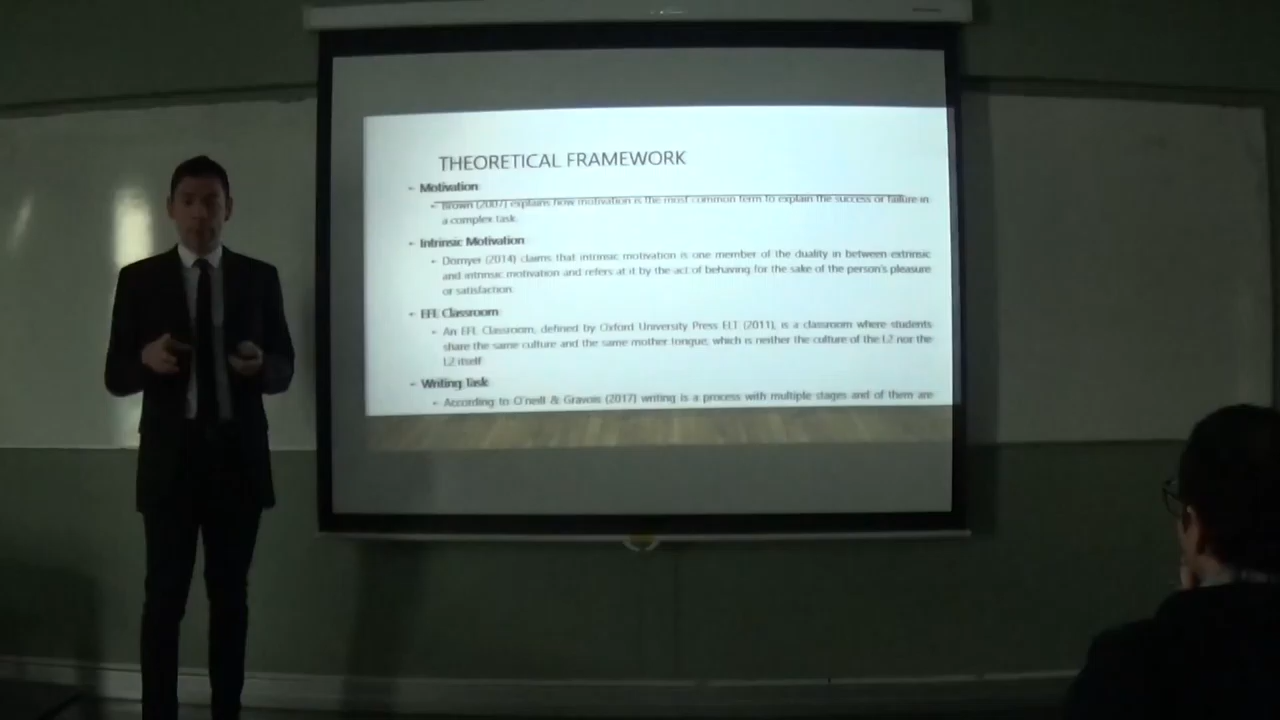 THEORETICAL FRAMEWORK
Motivation
Brown (2007) explains how motivation is the most common term to explain the success or failure in
a complex task.
Intrinsic Motivation
Dornyer (2014) claims that intrinsic motivation is one member of the duality in between extrinsic
and intrinsic motivation and refers at it by the act of behaving for the sake of the person's pleasure
or satisfaction.
EFL Classroom
An EFL Classroom, defined by Oxford University Press ELT (2011), is a classroom where students
share the same culture and the same mother tongue, which is neither the culture of the L2 nor the
L2 itself
Writing Task
According to O'neill & Gravois (2017) writing is a process with multiple stages and of them are